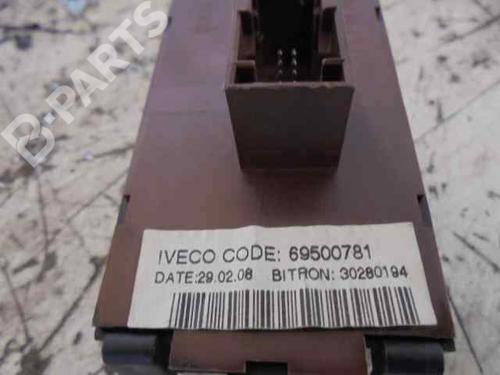 B-PARTS
IVECO CODE: 69500781
DATE:29.02.08 BITRON: 30280194